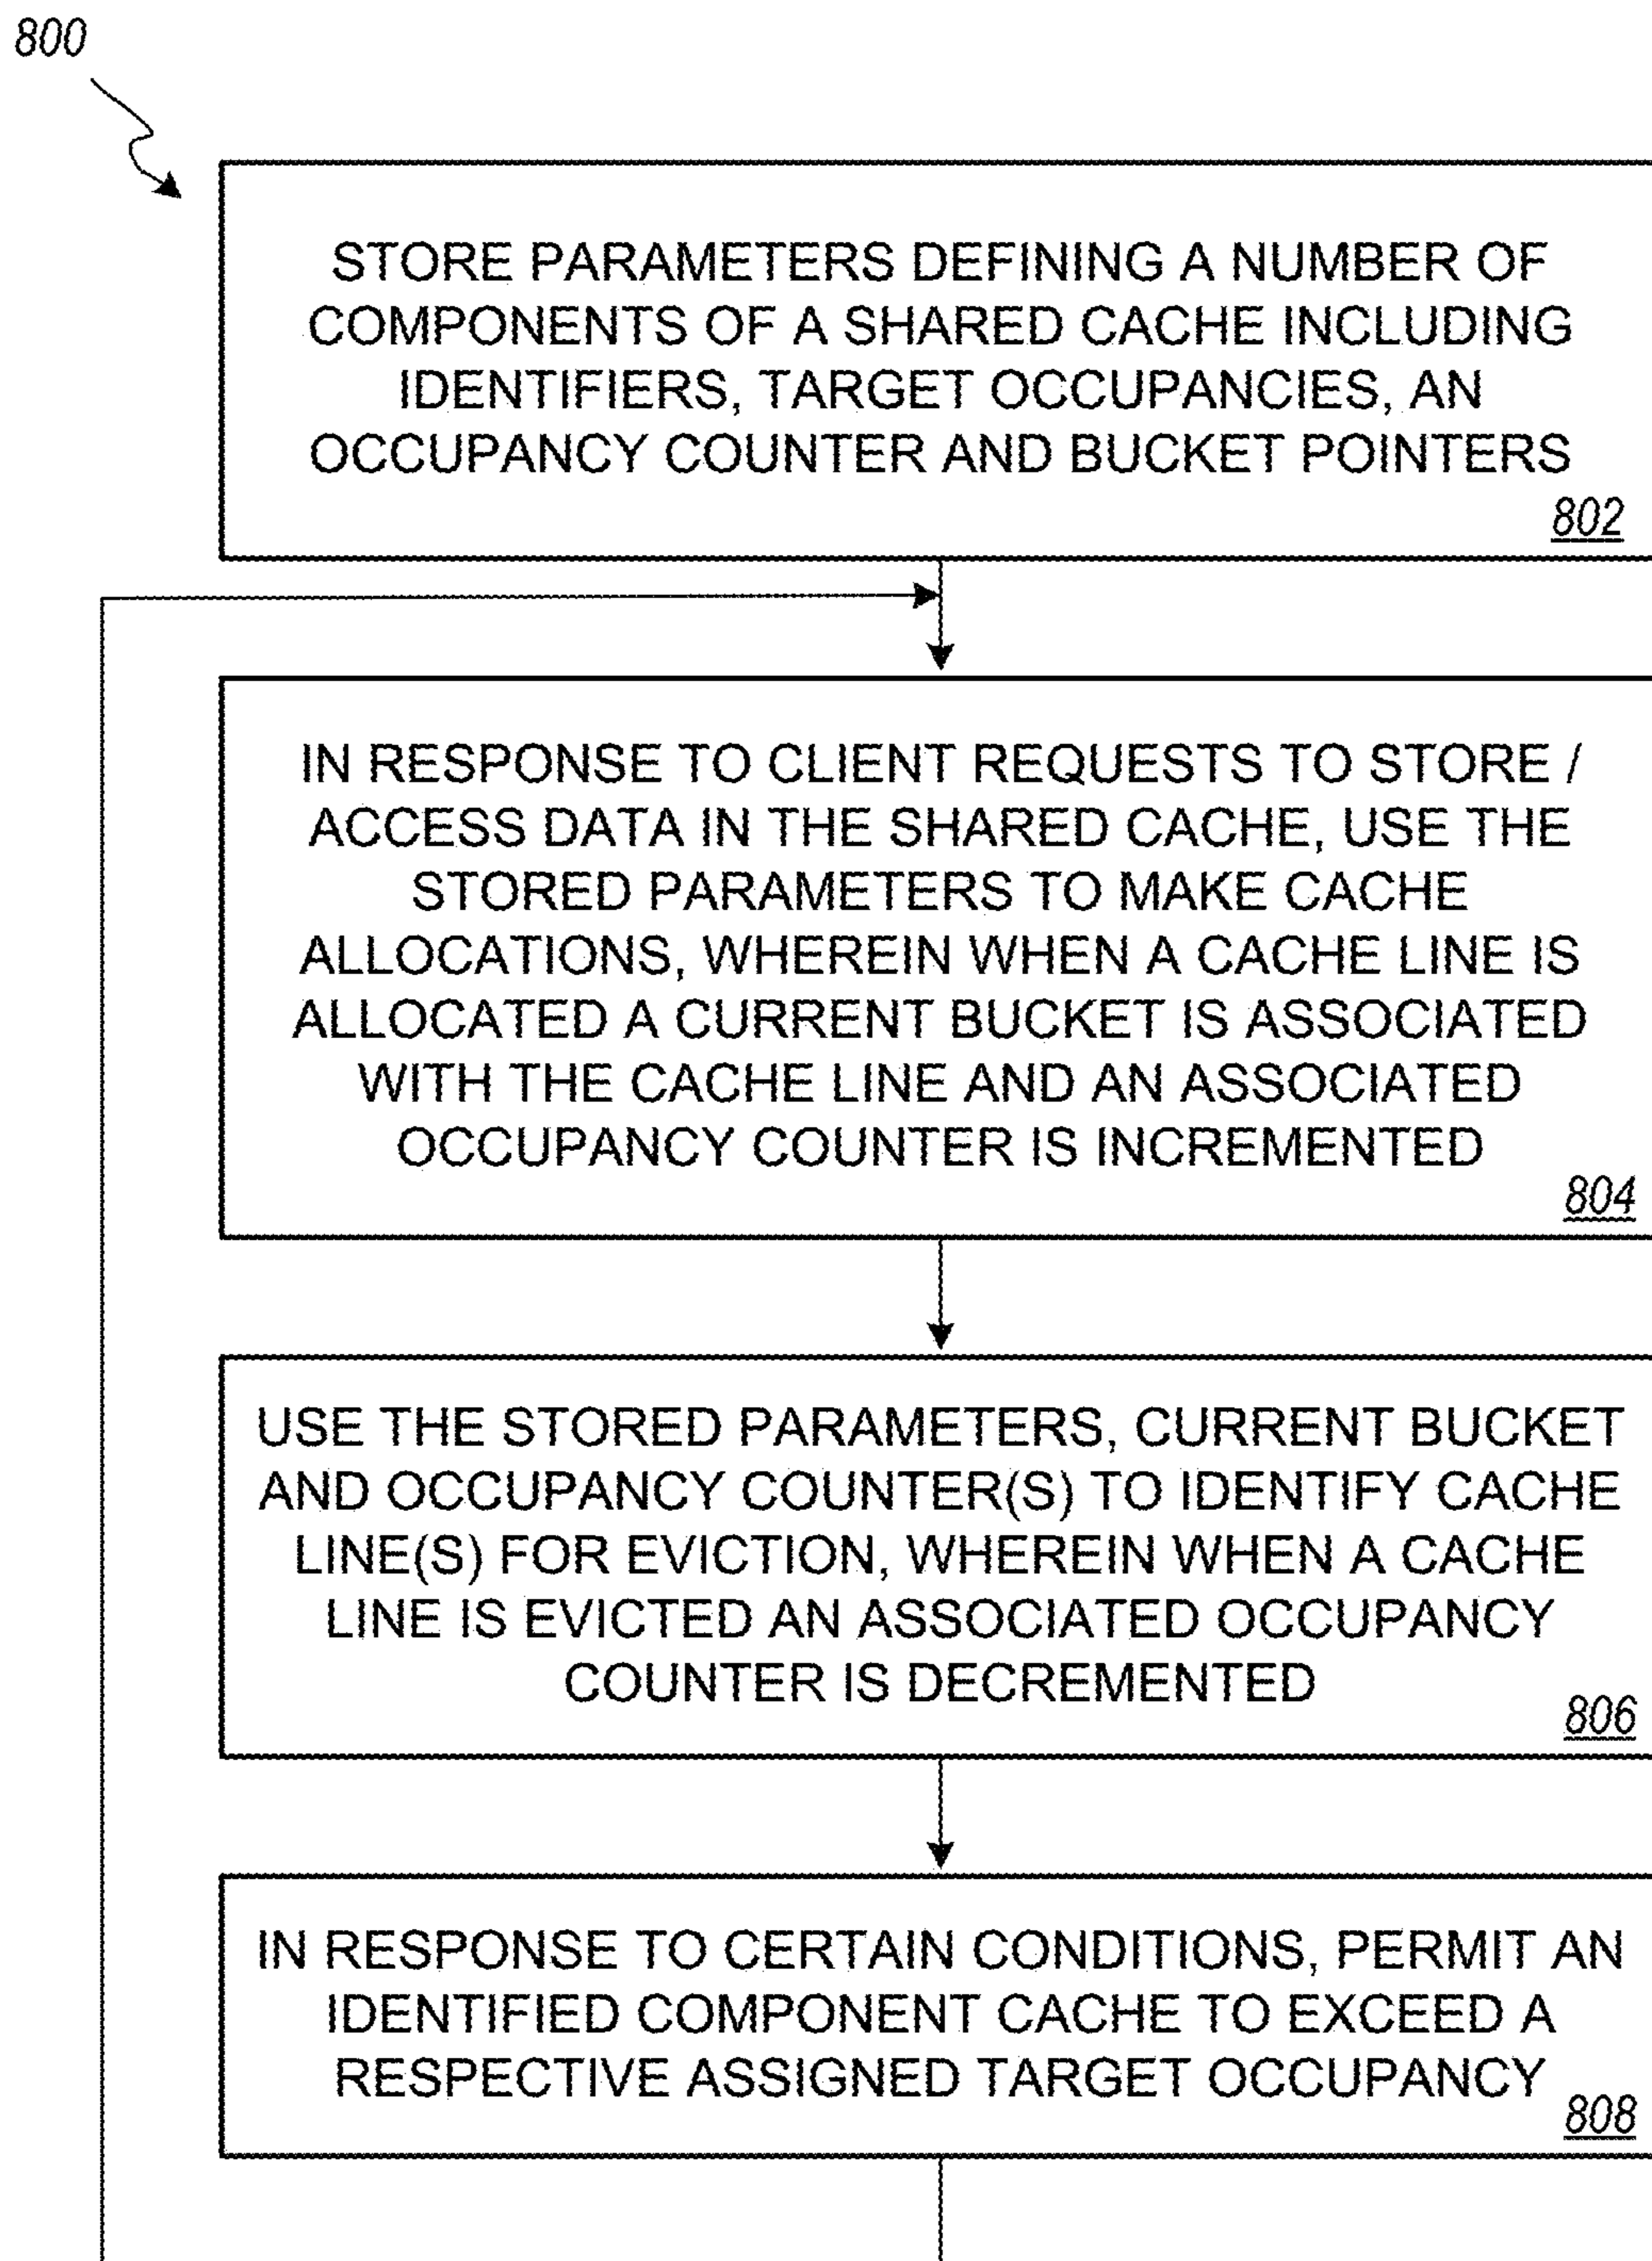 800
STORE PARAMETERS DEFINING A NUMBER OF
COMPONENTS OF A SHARED CACHE INCLUDING
IDENTIFIERS, TARGET OCCUPANCIES, AN
OCCUPANCY COUNTER AND BUCKET POINTERS
802
IN RESPONSE TO CLIENT REQUESTS TO STORE /
ACCESS DATA IN THE SHARED CACHE, USE THE
STORED PARAMETERS TO MAKE CACHE
ALLOCATIONS, WHEREIN WHEN A CACHE LINE IS
ALLOCATED A CURRENT BUCKET IS ASSOCIATED
WITH THE CACHE LINE AND AN ASSOCIATED
OCCUPANCY COUNTER IS INCREMENTED
804
USE THE STORED PARAMETERS, CURRENT BUCKET
AND OCCUPANCY COUNTER(S) TO IDENTIFY CACHE
LINE(S) FOR EVICTION, WHEREIN WHEN A CACHE
LINE IS EVICTED AN ASSOCIATED OCCUPANCY
COUNTER IS DECREMENTED
806
IN RESPONSE TO CERTAIN CONDITIONS, PERMIT AN
IDENTIFIED COMPONENT CACHE TO EXCEED A
RESPECTIVE ASSIGNED TARGET OCCUPANCY
808